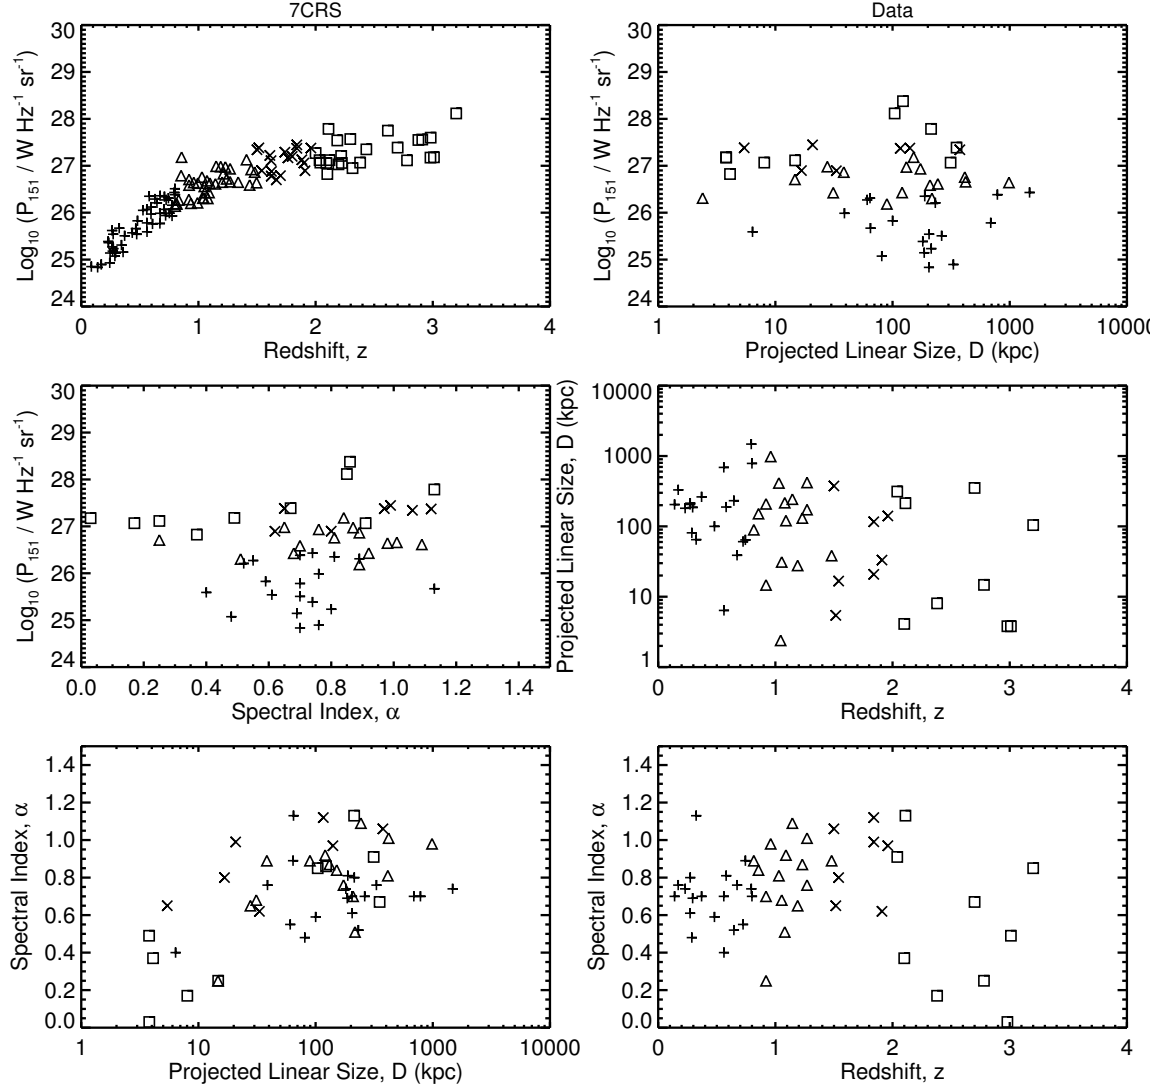 7CRS
Data
30
29
28
27
26
25
24
Log₁₀ (P₁₅₁ / W Hz⁻¹ sr⁻¹)
0 1 2 3 4
Redshift, z
30
29
28
27
26
25
24
Log₁₀ (P₁₅₁ / W Hz⁻¹ sr⁻¹)
1 10 100 1000 10000
Projected Linear Size, D (kpc)
30
29
28
27
26
25
24
Log₁₀ (P₁₅₁ / W Hz⁻¹ sr⁻¹)
0.0 0.2 0.4 0.6 0.8 1.0 1.2 1.4
Spectral Index, α
10000
1000
100
10
1
Projected Linear Size, D (kpc)
0 1 2 3 4
Redshift, z
1.4
1.2
1.0
0.8
0.6
0.4
0.2
0.0
Spectral Index, α
1 10 100 1000 10000
Projected Linear Size, D (kpc)
1.4
1.2
1.0
0.8
0.6
0.4
0.2
0.0
Spectral Index, α
0 1 2 3 4
Redshift, z